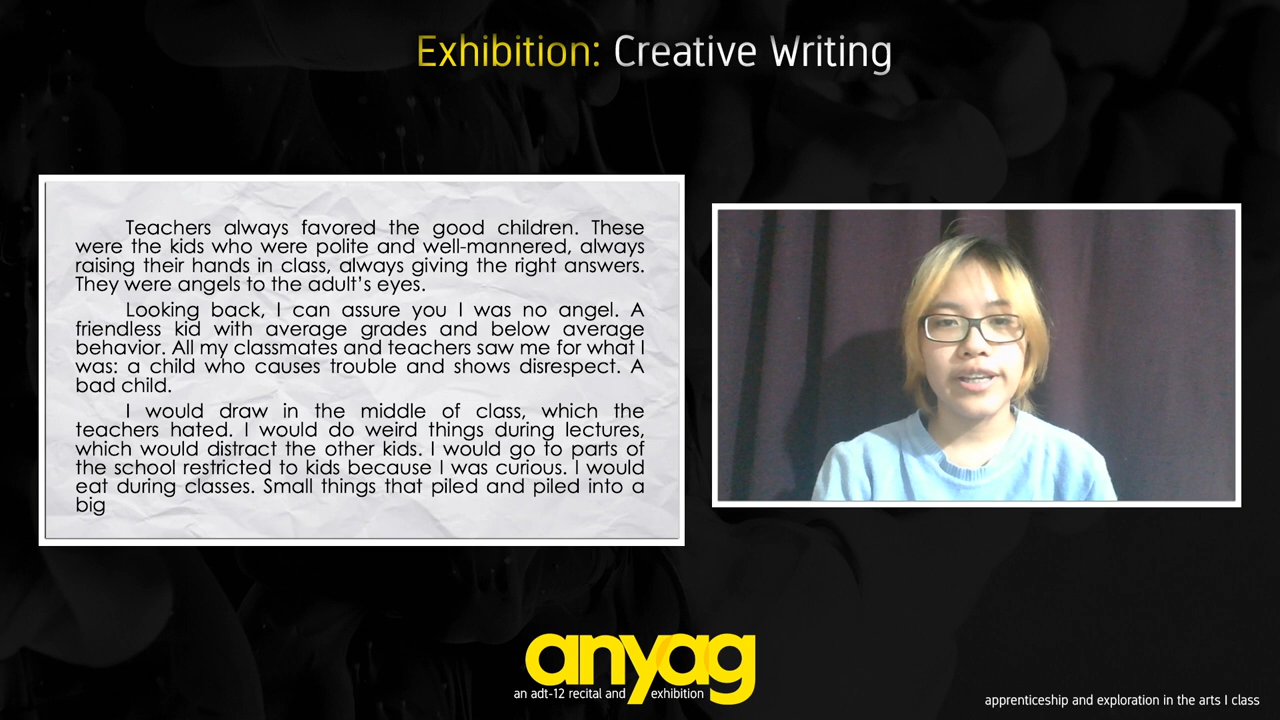 Exhibition: Creative Writing
Teachers always favored the good children. These
were the kids who were polite and well-mannered, always
raising their hands in class, always giving the right answers.
They were angels to the adult's eyes.
Looking back, I can assure you I was no angel. A
friendless kid with average grades and below average
behavior. All my classmates and teachers saw me for what I
was: a child who causes trouble and shows disrespect. A
bad child.
I would draw in the middle of class, which the
teachers hated. I would do weird things during lectures,
which would distract the other kids. I would go to parts of
the school restricted to kids because I was curious. I would
eat during classes. Small things that piled and piled into a
big
anyag
an adt-12 recital and exhibition
apprenticeship and exploration in the arts I class